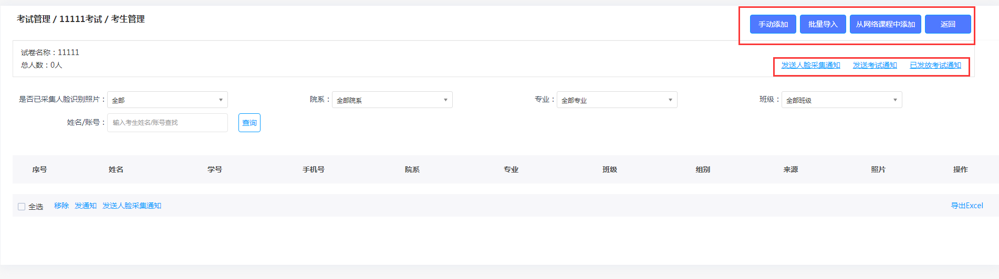 考试管理 / 11111考试 / 考生管理
手动添加 批量导入 从网络课程中添加 返回
试卷名称：11111
总人数：0人
发送人脸采集通知 发送考试通知 已发放考试通知
是否已采集人脸识别照片： 全部 院系： 全部院系 专业： 全部专业 班级： 全部班级
姓名/账号： 输入考生姓名/账号查找 查询
序号 姓名 学号 手机号 院系 专业 班级 组别 来源 照片 操作
全选 移除 发通知 发送人脸采集通知 导出Excel